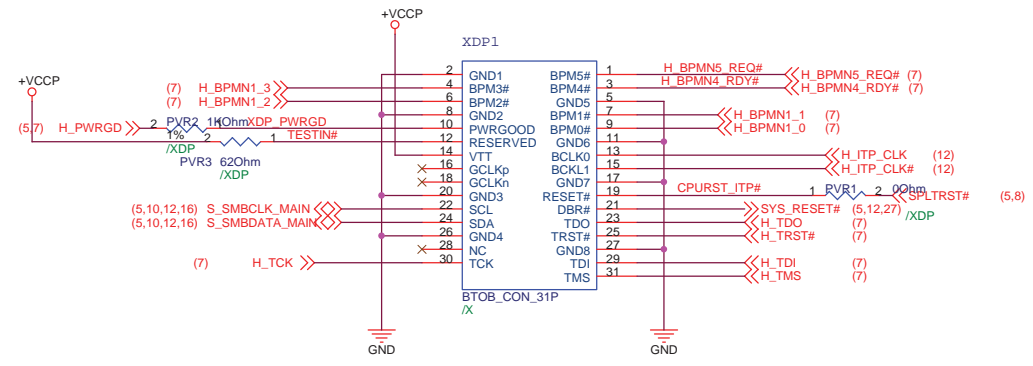 +VCCP
XDP1
+VCCP
2 GND1 BPM5# 1 H_BPMN5_REQ# H_BPMN5_REQ# (7)
(7) H_BPMN1_3 4 BPM3# BPM4# 3 H_BPMN4_RDY# H_BPMN4_RDY# (7)
(7) H_BPMN1_2 6 BPM2# GND5 5
8 GND2 BPM1# 7 H_BPMN1_1 (7)
(5,7) H_PWRGD 2 PVR2 1KOhm 1 XDP_PWRGD 10 PWRGOOD BPM0# 9 H_BPMN1_0 (7)
1% /XDP
2 1 TESTIN# 12 RESERVED GND6 11
PVR3 62Ohm
/XDP
14 VTT BCLK0 13 H_ITP_CLK (12)
16 GCLKp BCKL1 15 H_ITP_CLK# (12)
18 GCLKn GND7 17
20 GND3 RESET# 19 CPURST_ITP# 1 PVR1 2 0Ohm SPLTRST# (5,8)
/XDP
(5,10,12,16) S_SMBCLK_MAIN 22 SCL DBR# 21 SYS_RESET# (5,12,27)
(5,10,12,16) S_SMBDATA_MAIN 24 SDA TDO 23 H_TDO (7)
26 GND4 TRST# 25 H_TRST# (7)
28 NC GND8 27
(7) H_TCK 30 TCK TDI 29 H_TDI (7)
TMS 31 H_TMS (7)
BTOB_CON_31P
/X
GND
GND